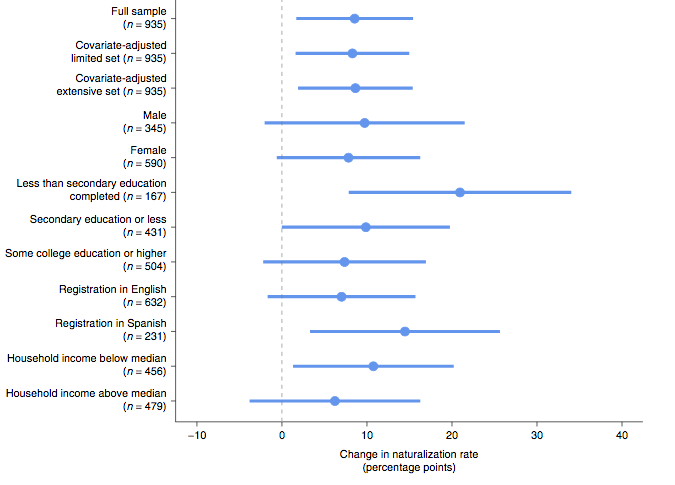 Full sample
(n = 935)
Covariate-adjusted
limited set (n = 935)
Covariate-adjusted
extensive set (n = 935)
Male
(n = 345)
Female
(n = 590)
Less than secondary education
completed (n = 167)
Secondary education or less
(n = 431)
Some college education or higher
(n = 504)
Registration in English
(n = 632)
Registration in Spanish
(n = 231)
Household income below median
(n = 456)
Household income above median
(n = 479)
−10 0 10 20 30 40
Change in naturalization rate
(percentage points)